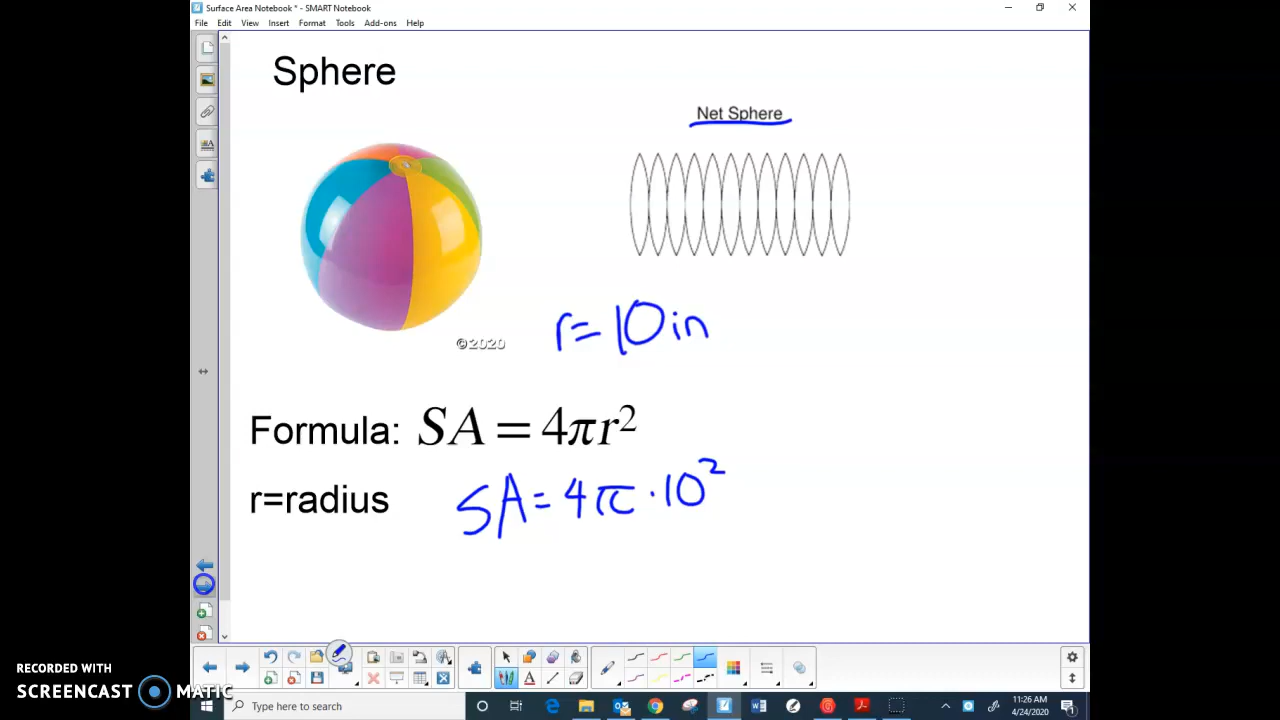 Surface Area Notebook * - SMART Notebook
File Edit View Insert Format Tools Add-ons Help
Sphere
Net Sphere
©2020
r=10in
Formula: SA = 4πr²
r=radius
SA=4π·10²
RECORDED WITH
SCREENCAST MATIC
Type here to search
11:26 AM
4/24/2020